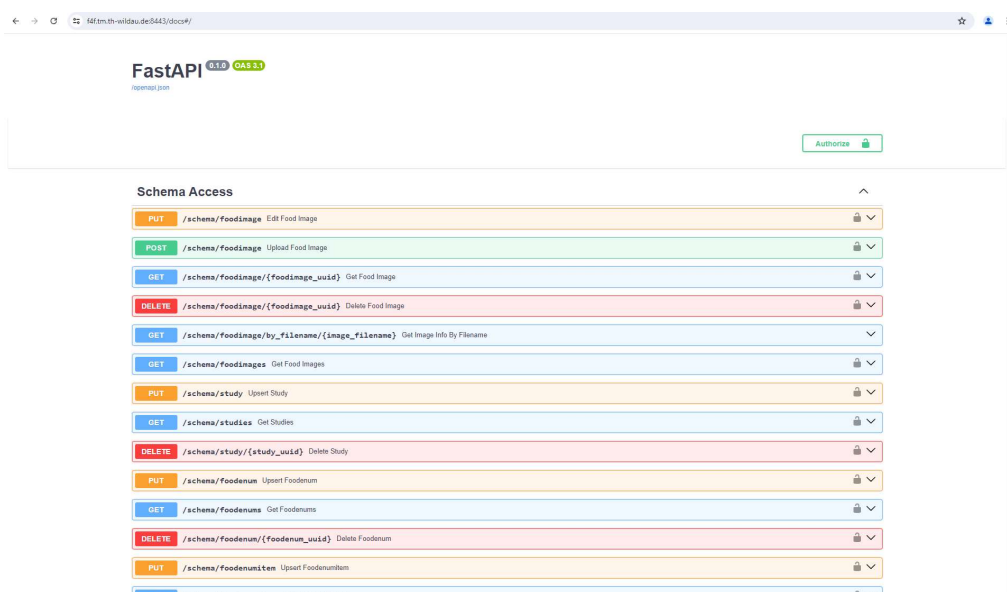 f4f.tm.th-wildau.de:8443/docs#/
FastAPI 0.1.0 OAS 3.1
/openapi.json
Authorize
Schema Access
PUT /schema/foodimage Edit Food Image
POST /schema/foodimage Upload Food Image
GET /schema/foodimage/{foodimage_uuid} Get Food Image
DELETE /schema/foodimage/{foodimage_uuid} Delete Food Image
GET /schema/foodimage/by_filename/{image_filename} Get Image Info By Filename
GET /schema/foodimages Get Food Images
PUT /schema/study Upsert Study
GET /schema/studies Get Studies
DELETE /schema/study/{study_uuid} Delete Study
PUT /schema/foodenum Upsert Foodenum
GET /schema/foodenums Get Foodenums
DELETE /schema/foodenum/{foodenum_uuid} Delete Foodenum
PUT /schema/foodenumitem Upsert Foodenumitem